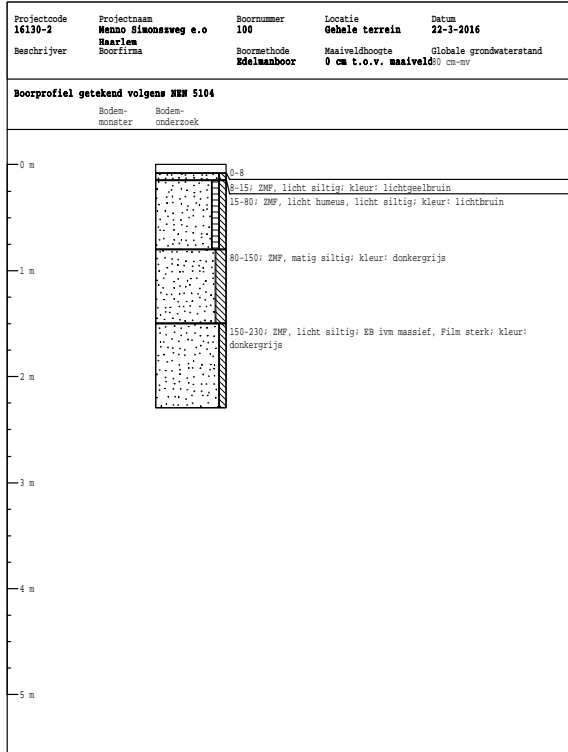 Projectcode Projectnaam Boornummer Locatie Datum
16130-2 Menno Simonszweg e.o 100 Gehele terrein 22-3-2016
Haarlem
Beschrijver Boorfirma Boormethode Maaiveldhoogte Globale grondwaterstand
Edelmanboor 0 cm t.o.v. maaiveld 80 cm-mv
Boorprofiel getekend volgens NEN 5104
Bodem- Bodem-
monster onderzoek
0 m
0-8
8-15; ZMF, licht siltig; kleur: lichtgeelbruin
15-80; ZMF, licht humeus, licht siltig; kleur: lichtbruin
80-150; ZMF, matig siltig; kleur: donkergrijs
1 m
150-230; ZMF, licht siltig; EB ivm massief, Film sterk; kleur:
donkergrijs
2 m
3 m
4 m
5 m